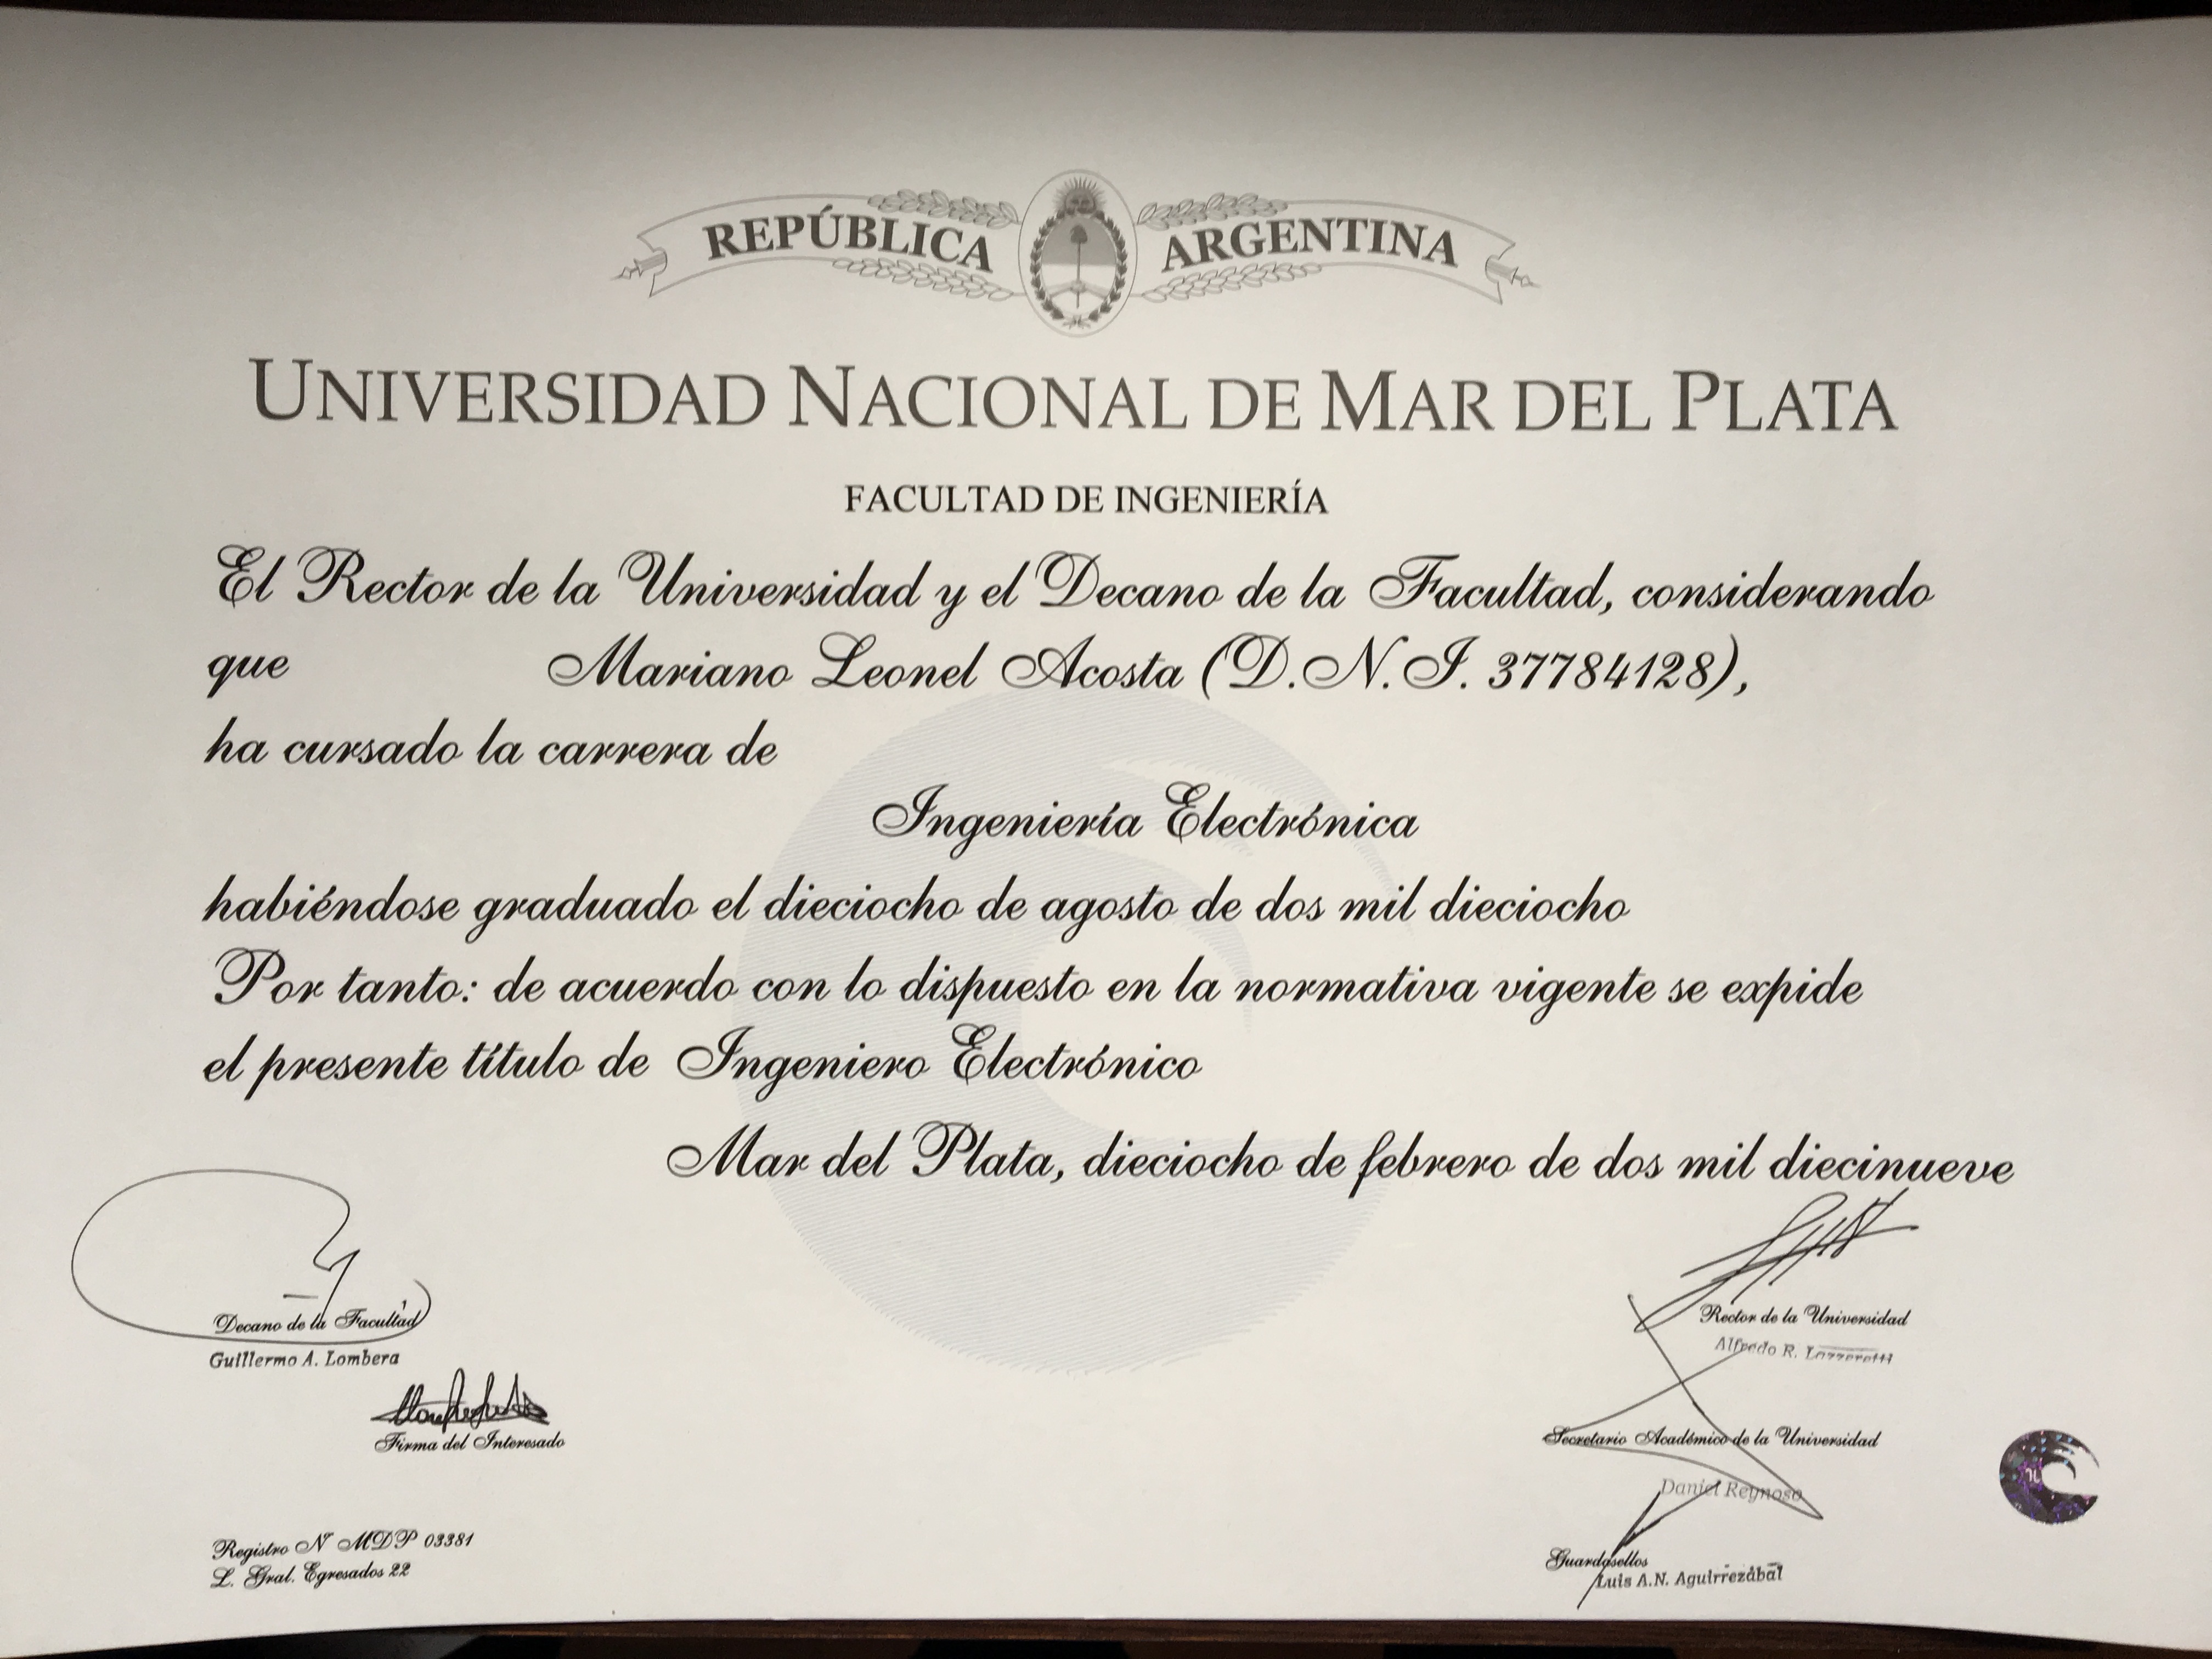 REPÚBLICA ARGENTINA
UNIVERSIDAD NACIONAL DE MAR DEL PLATA
FACULTAD DE INGENIERÍA
El Rector de la Universidad y el Decano de la Facultad, considerando
que Mariano Leonel Acosta (D.N.I. 37784128),
ha cursado la carrera de
Ingeniería Electrónica
habiéndose graduado el dieciocho de agosto de dos mil dieciocho
Por tanto: de acuerdo con lo dispuesto en la normativa vigente se expide
el presente título de Ingeniero Electrónico
Mar del Plata, dieciocho de febrero de dos mil diecinueve
Decano de la Facultad
Guillermo A. Lombera
Firma del Interesado
Registro N° MDP 03381
L. Gral. Egresados 22
Rector de la Universidad
Alfredo R. Lazzeretti
Secretario Académico de la Universidad
Daniel Reynoso
Guardasellos
Luis A.N. Aguirrezábal